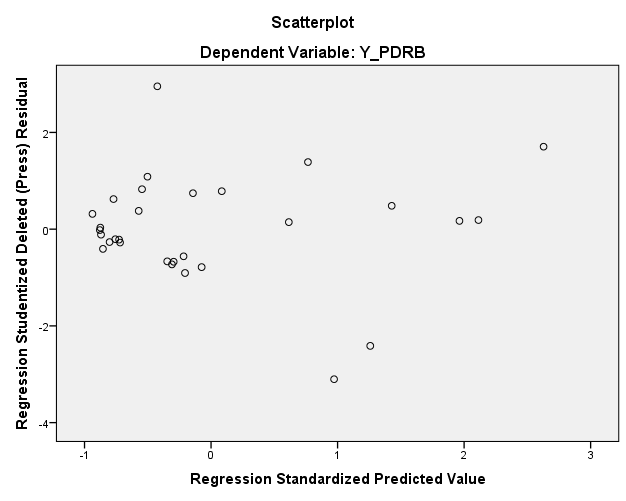 Scatterplot
Dependent Variable: Y_PDRB
Regression Studentized Deleted (Press) Residual
2
0
-2
-4
-1
0
1
2
3
Regression Standardized Predicted Value